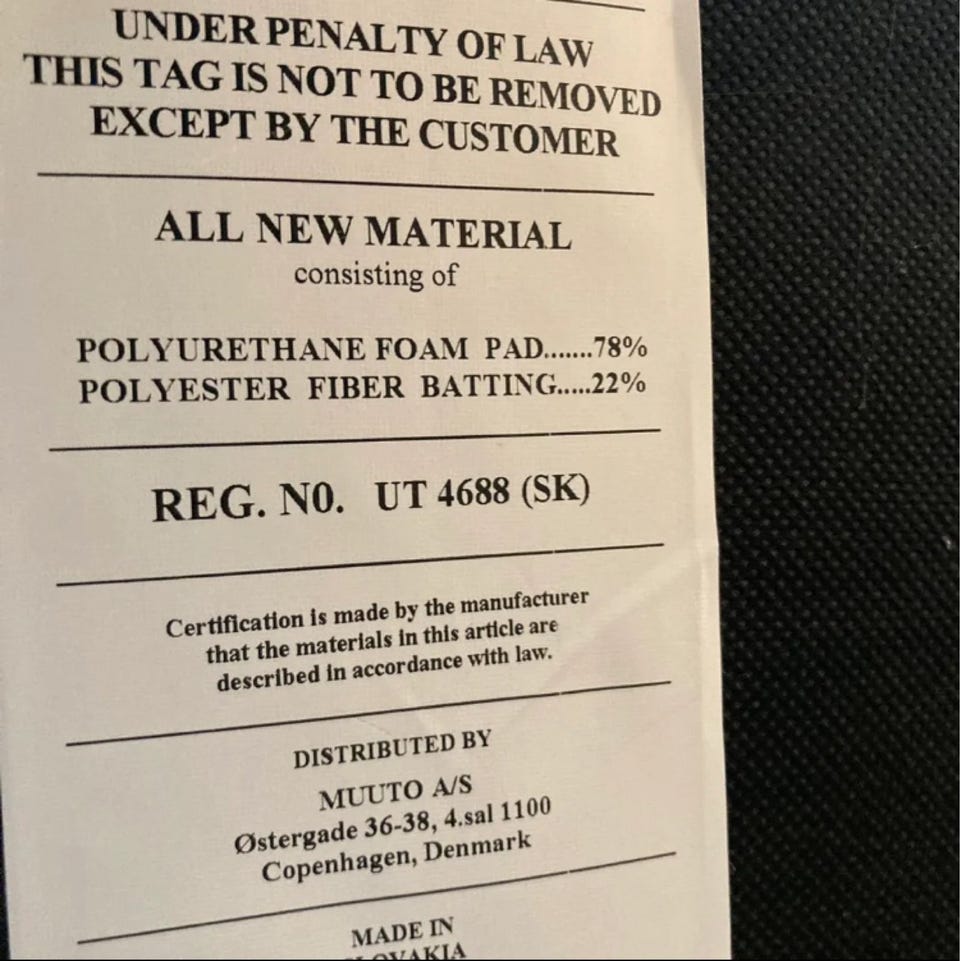 UNDER PENALTY OF LAW
THIS TAG IS NOT TO BE REMOVED
EXCEPT BY THE CUSTOMER
ALL NEW MATERIAL
consisting of
POLYURETHANE FOAM PAD.......78%
POLYESTER FIBER BATTING.....22%
REG. N0. UT 4688 (SK)
Certification is made by the manufacturer
that the materials in this article are
described in accordance with law.
DISTRIBUTED BY
MUUTO A/S
Østergade 36-38, 4.sal 1100
Copenhagen, Denmark
MADE IN
SLOVAKIA